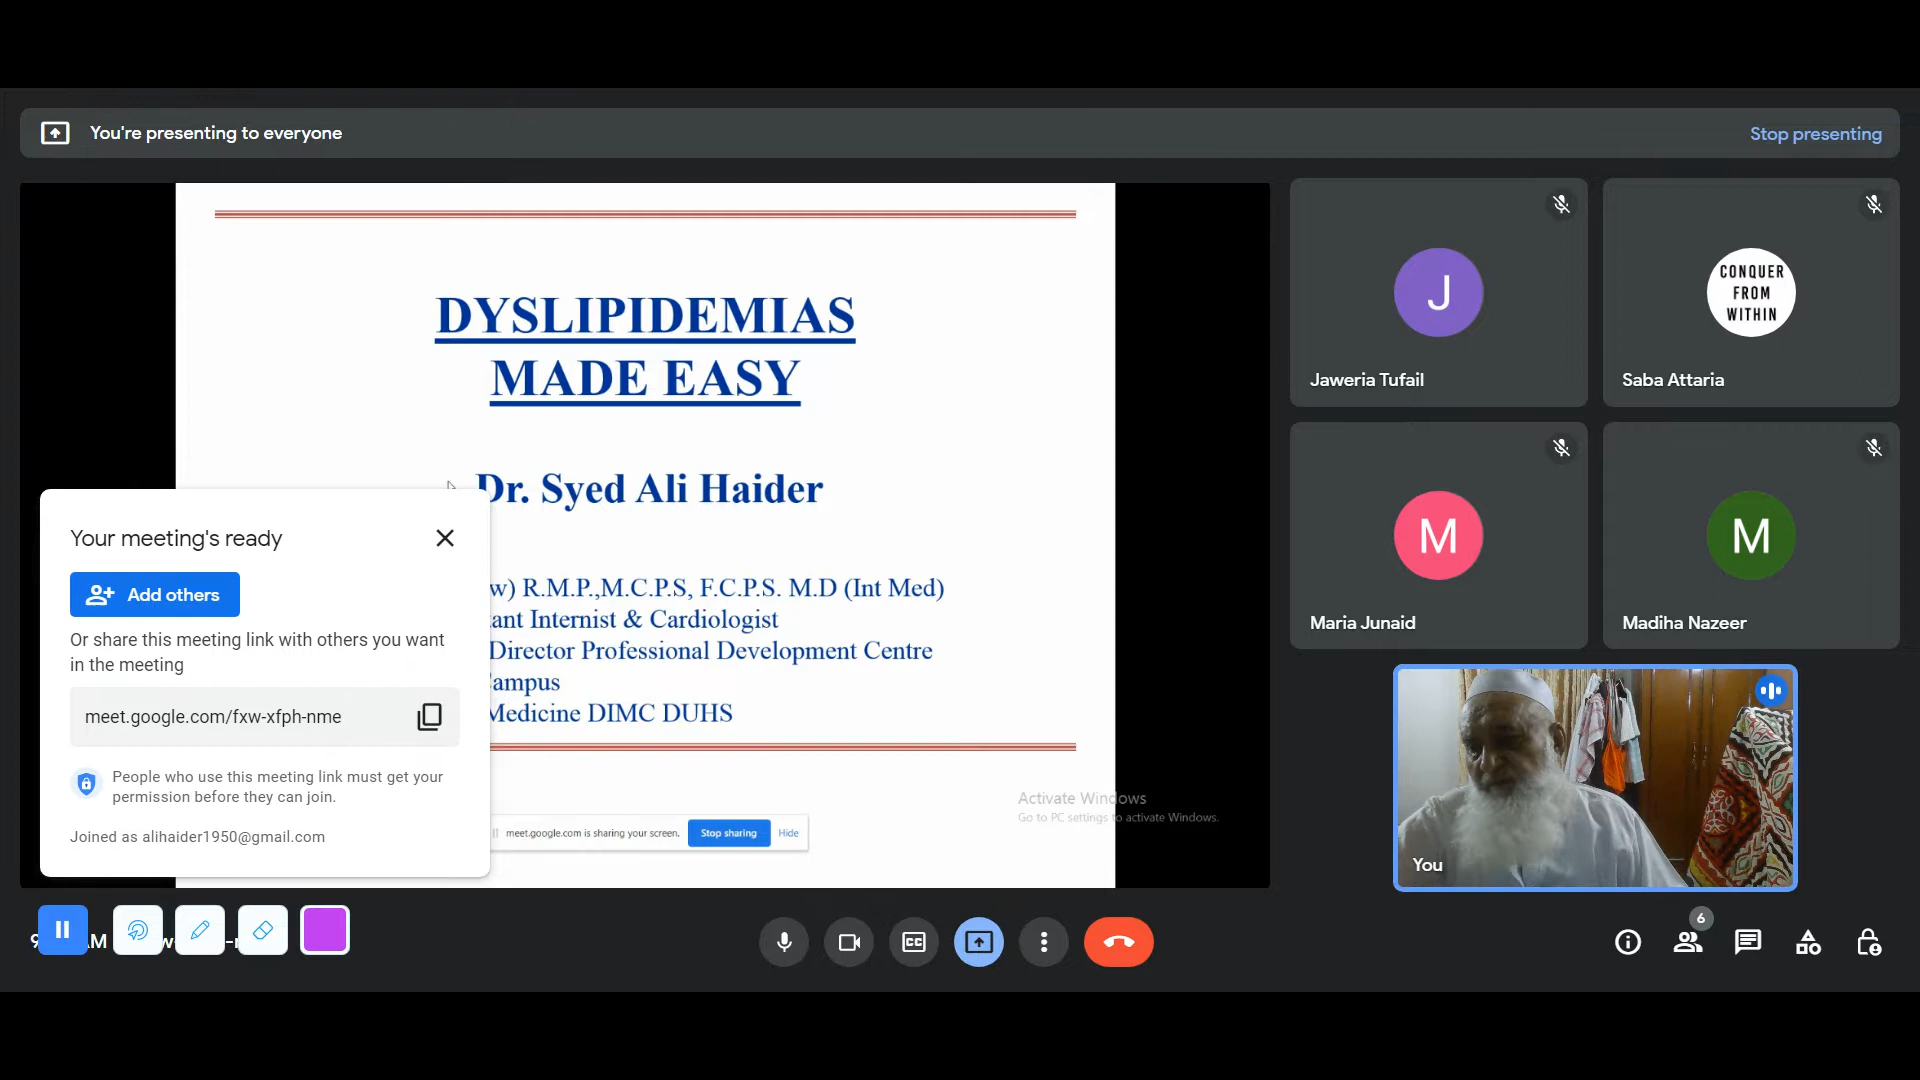 You're presenting to everyone
Stop presenting
DYSLIPIDEMIAS
MADE EASY
Dr. Syed Ali Haider
w) R.M.P.,M.C.P.S, F.C.P.S. M.D (Int Med)
tant Internist & Cardiologist
Director Professional Development Centre
Campus
Medicine DIMC DUHS
meet.google.com is sharing your screen.
Stop sharing
Hide
Activate Windows
Go to PC settings to activate Windows.
Your meeting's ready
Add others
Or share this meeting link with others you want
in the meeting
meet.google.com/fxw-xfph-nme
People who use this meeting link must get your
permission before they can join.
Joined as alihaider1950@gmail.com
J
Jaweria Tufail
CONQUER
FROM
WITHIN
Saba Attaria
M
Maria Junaid
M
Madiha Nazeer
You
AM
CC
6